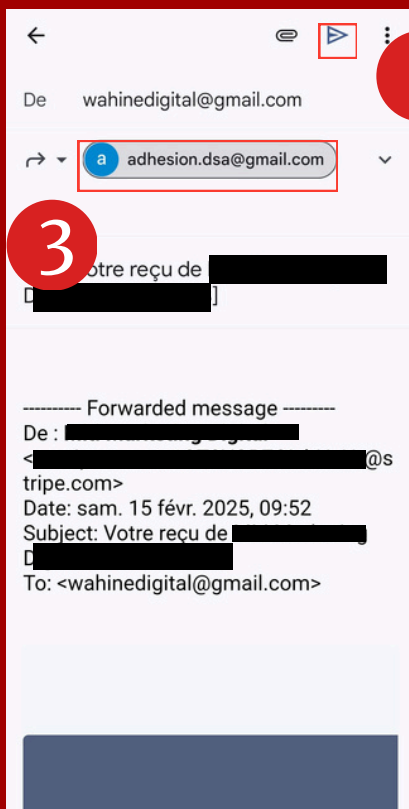 De wahinedigital@gmail.com
a adhesion.dsa@gmail.com
3
otre reçu de
]
---------- Forwarded message ---------
De :
< @s
tripe.com>
Date: sam. 15 févr. 2025, 09:52
Subject: Votre reçu de
To: <wahinedigital@gmail.com>